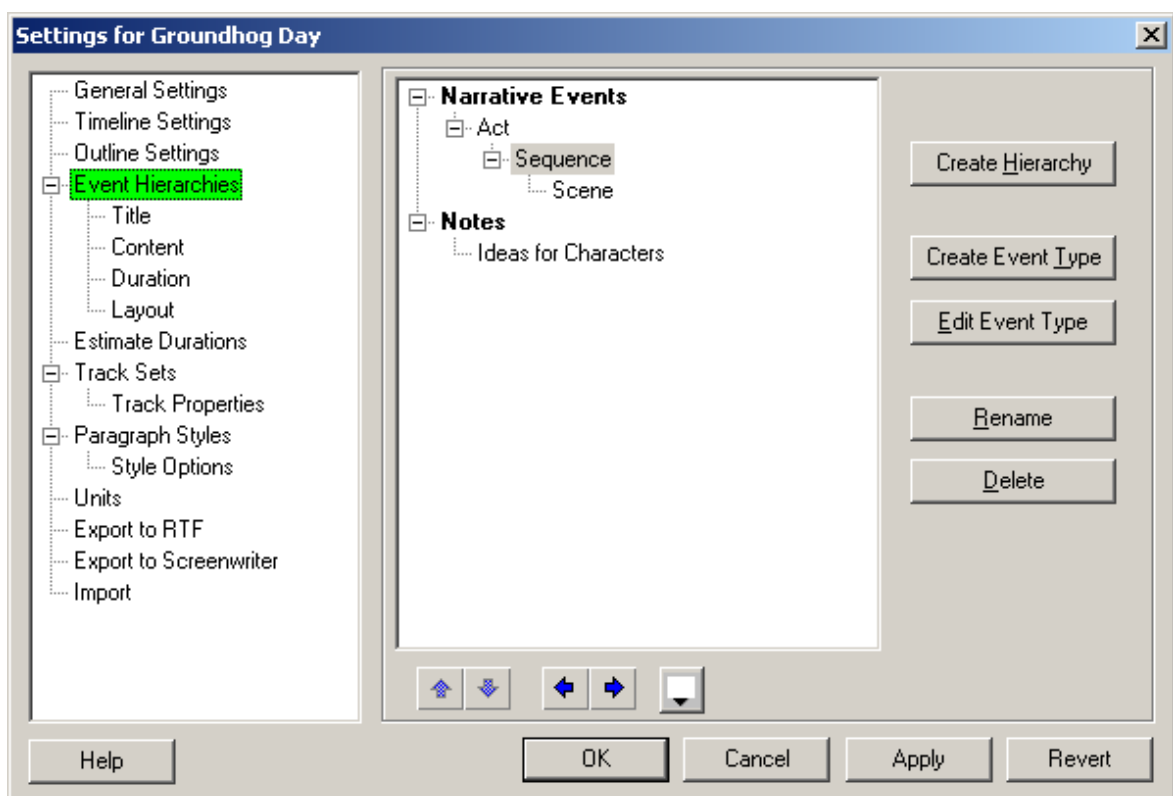 Settings for Groundhog Day
General Settings
Timeline Settings
Outline Settings
Event Hierarchies
Title
Content
Duration
Layout
Estimate Durations
Track Sets
Track Properties
Paragraph Styles
Style Options
Units
Export to RTF
Export to Screenwriter
Import
Narrative Events
Act
Sequence
Scene
Notes
Ideas for Characters
Create Hierarchy
Create Event Type
Edit Event Type
Rename
Delete
Help
OK
Cancel
Apply
Revert